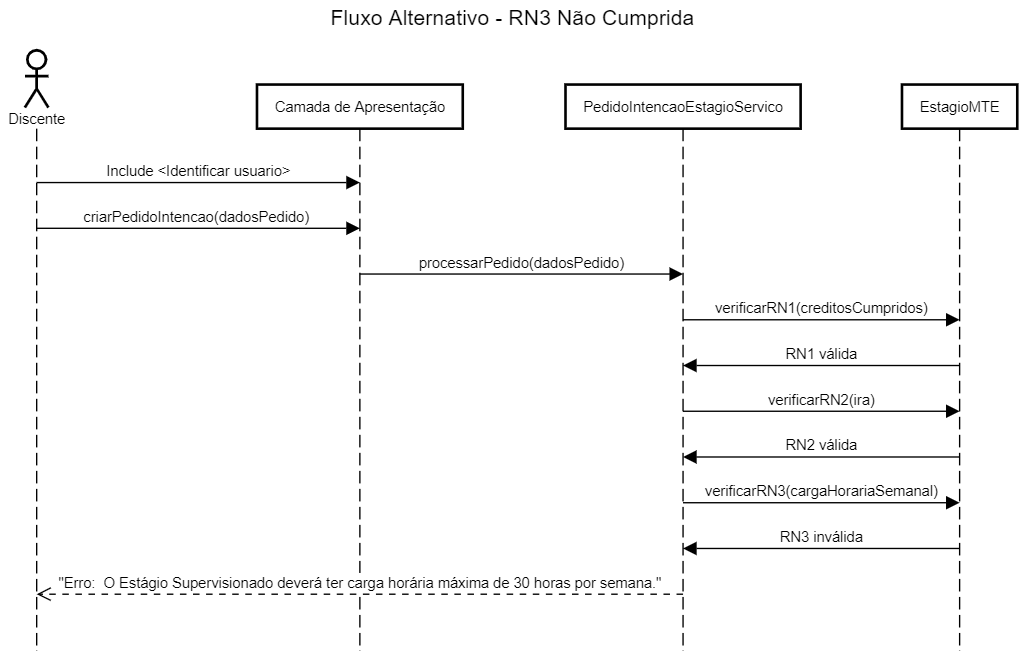 Fluxo Alternativo - RN3 Não Cumprida
Discente
Camada de Apresentação
PedidoIntencaoEstagioServico
EstagioMTE
Include <Identificar usuario>
criarPedidoIntencao(dadosPedido)
processarPedido(dadosPedido)
verificarRN1(creditosCumpridos)
RN1 válida
verificarRN2(ira)
RN2 válida
verificarRN3(cargaHorariaSemanal)
RN3 inválida
"Erro:  O Estágio Supervisionado deverá ter carga horária máxima de 30 horas por semana."